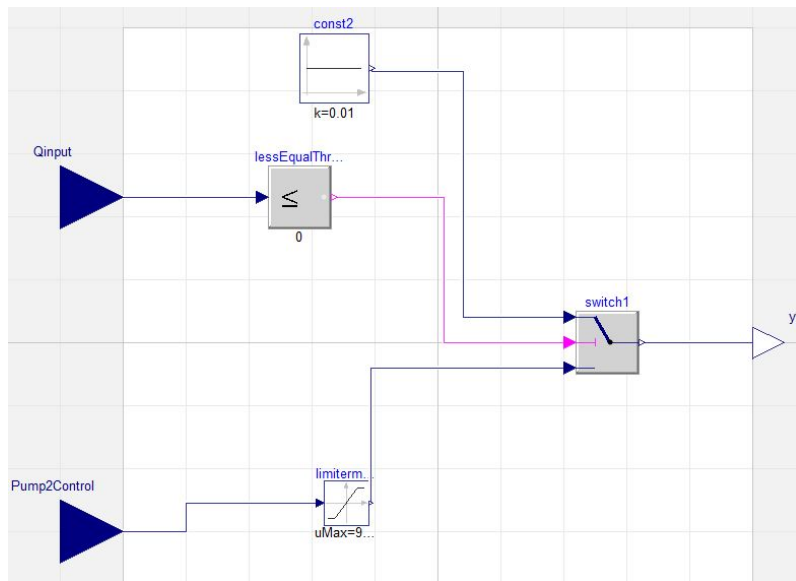 const2
k=0.01
Qinput
lessEqualThr...
≤
0
switch1
y
Pump2Control
limiterm...
uMax=9...